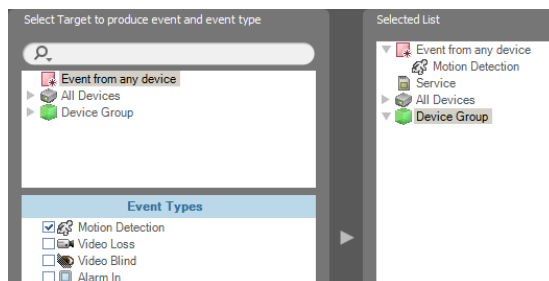 Select Target to produce event and event type
Event from any device
All Devices
Device Group
Event Types
Motion Detection
Video Loss
Video Blind
Alarm In
Selected List
Event from any device
Motion Detection
Service
All Devices
Device Group